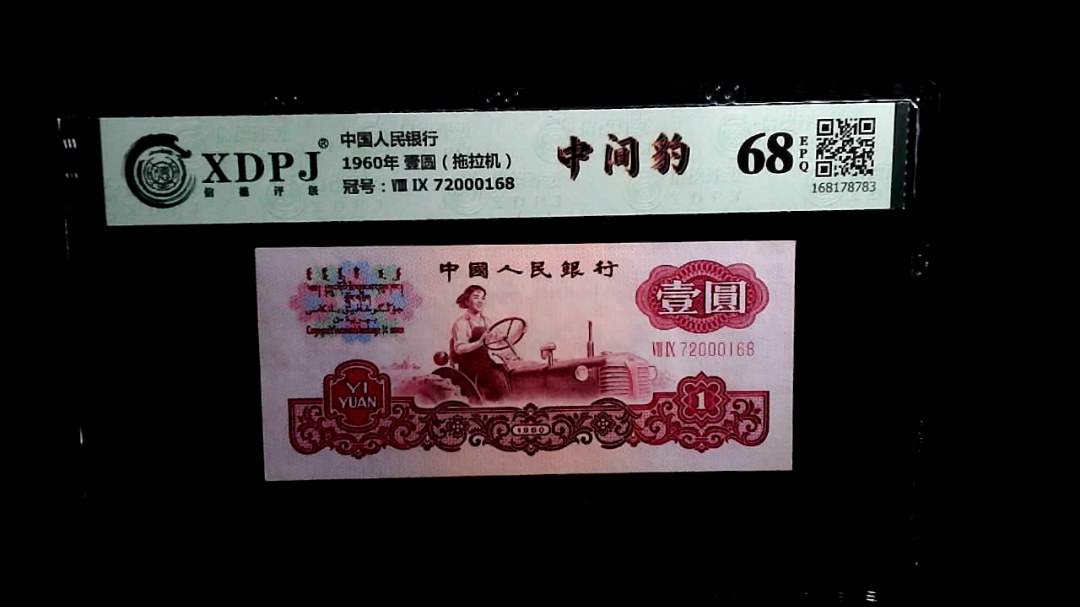 XDPJ®
信德评级
中国人民银行
1960年 壹圆（拖拉机）
冠号：Ⅷ Ⅸ 72000168
中间豹
68
EPQ
168178783
中國人民銀行
壹圓
Ⅷ Ⅸ 72000168
YI
YUAN
1960
1